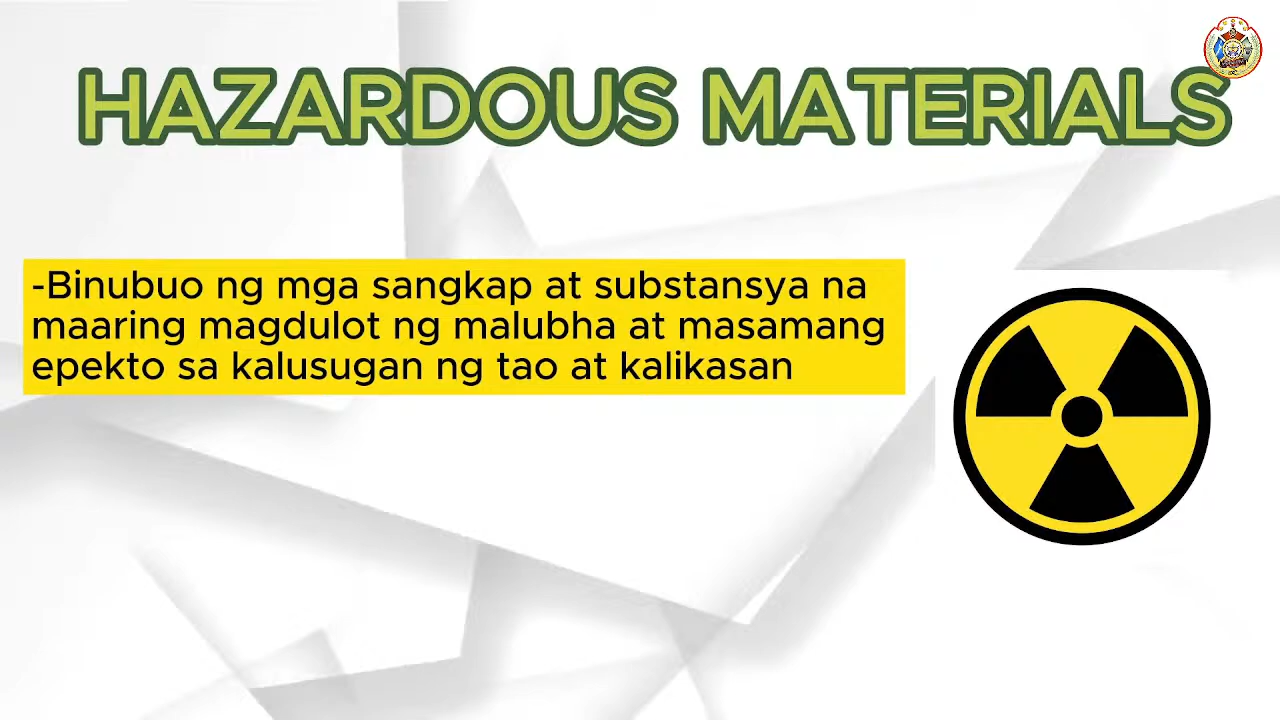 HAZARDOUS MATERIALS
-Binubuo ng mga sangkap at substansya na
maaring magdulot ng malubha at masamang
epekto sa kalusugan ng tao at kalikasan